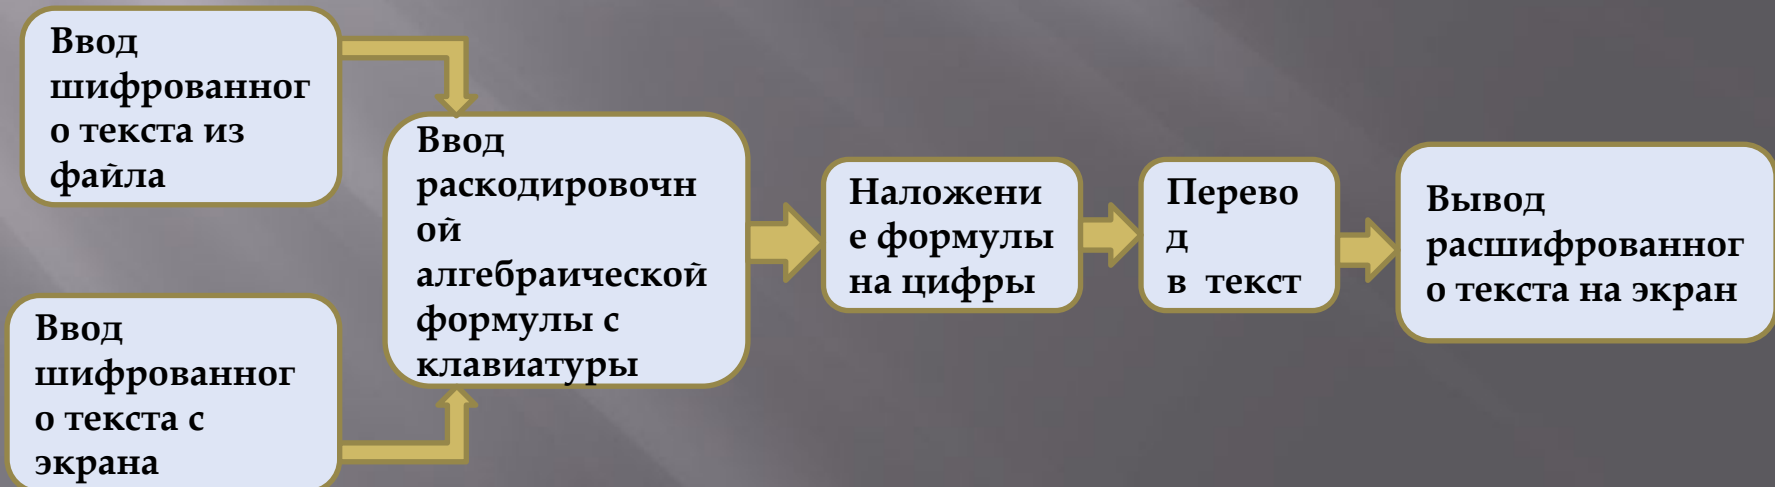 Ввод
шифрованног
о текста из
файла
Ввод
шифрованног
о текста с
экрана
Ввод
раскодировочн
ой
алгебраической
формулы с
клавиатуры
Наложени
е формулы
на цифры
Перево
д
в текст
Вывод
расшифрованног
о текста на экран